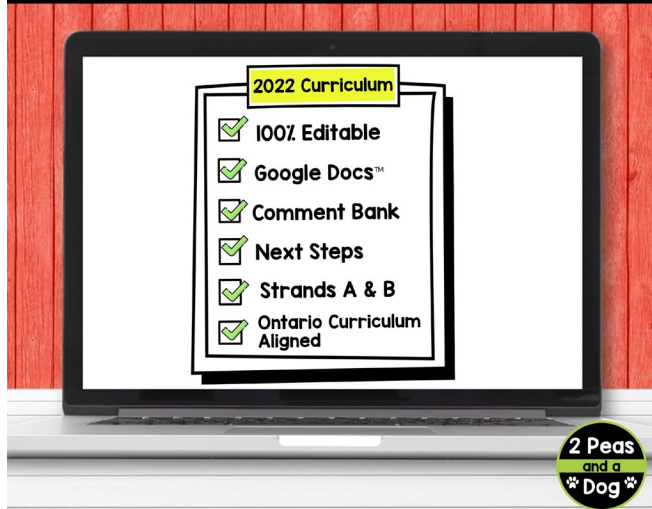 2022 Curriculum
100% Editable
Google Docs™
Comment Bank
Next Steps
Strands A & B
Ontario Curriculum
Aligned
2 Peas
and a
Dog